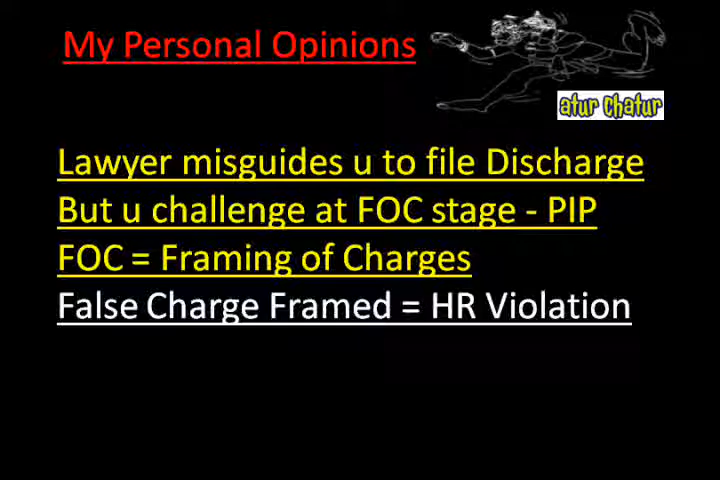 My Personal Opinions
atur chatur
Lawyer misguides u to file Discharge
But u challenge at FOC stage - PIP
FOC = Framing of Charges
False Charge Framed = HR Violation